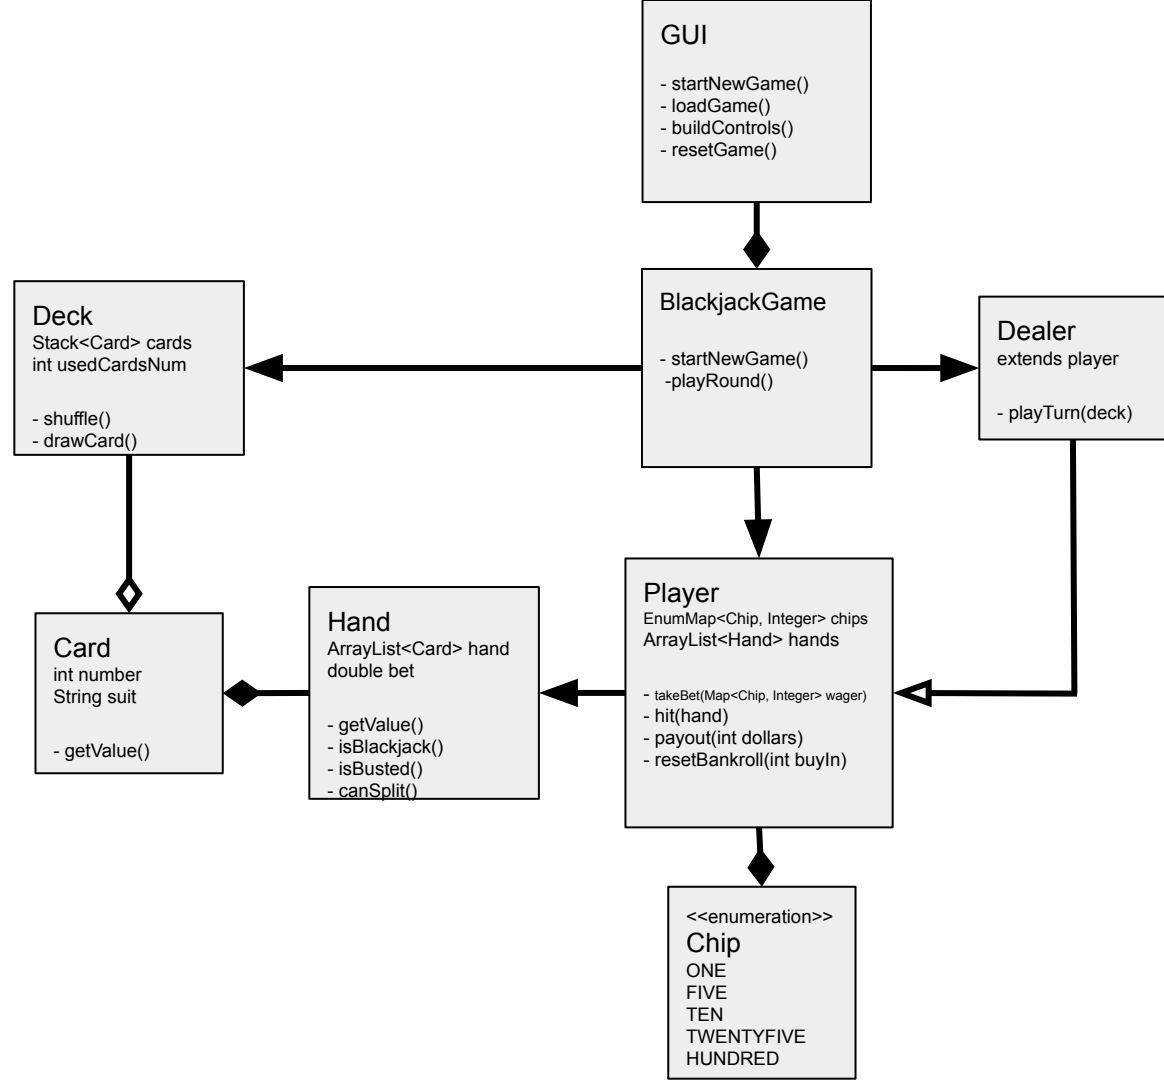 GUI
- startNewGame()
- loadGame()
- buildControls()
- resetGame()
Deck
Stack<Card> cards
int usedCardsNum
- shuffle()
- drawCard()
BlackjackGame
- startNewGame()
-playRound()
Dealer
extends player
- playTurn(deck)
Card
int number
String suit
- getValue()
Hand
ArrayList<Card> hand
double bet
- getValue()
- isBlackjack()
- isBusted()
- canSplit()
Player
EnumMap<Chip, Integer> chips
ArrayList<Hand> hands
- takeBet(Map<Chip, Integer> wager)
- hit(hand)
- payout(int dollars)
- resetBankroll(int buyIn)
<<enumeration>>
Chip
ONE
FIVE
TEN
TWENTYFIVE
HUNDRED